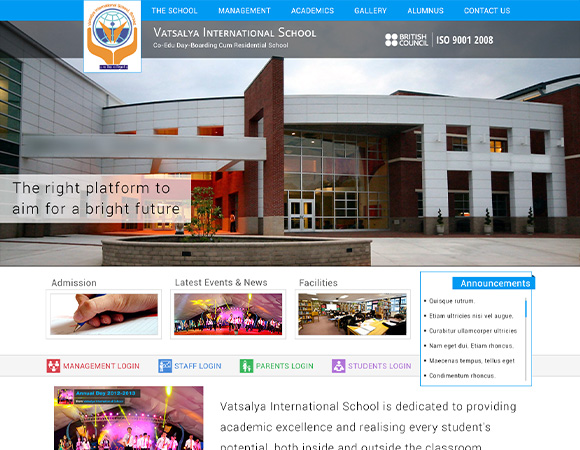 THE SCHOOL MANAGEMENT ACADEMICS GALLERY ALUMNUS CONTACT US
Vatsalya International School
Co-Edu Day-Boarding Cum Residential School
BRITISH COUNCIL
ISO 9001 2008
The right platform to
aim for a bright future
Admission
Latest Events & News
Facilities
Announcements
Quisque rutrum.
Etiam ultricies nisi vel augue.
Curabitur ullamcorper ultricies
Nam eget dui. Etiam rhoncus.
Maecenas tempus, tellus eget
Condimentum rhoncus.
MANAGEMENT LOGIN STAFF LOGIN PARENTS LOGIN STUDENTS LOGIN
Annual Day 2012-2013
Vatsalya International School is dedicated to providing
academic excellence and realising every student's
potential, both inside and outside the classroom.